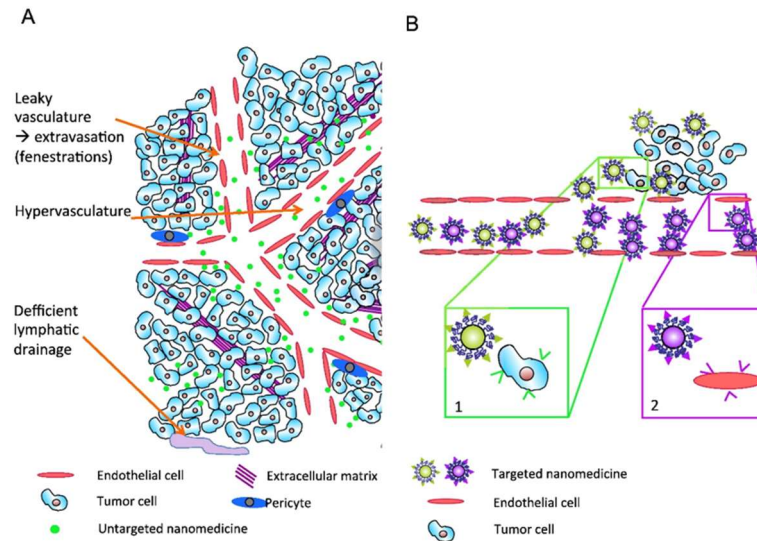 A
B
Leaky
vasculature
→ extravasation
(fenestrations)
Hypervasculature
Defficient
lymphatic
drainage
1
2
Endothelial cell
Extracellular matrix
Tumor cell
Pericyte
Untargeted nanomedicine
Targeted nanomedicine
Endothelial cell
Tumor cell